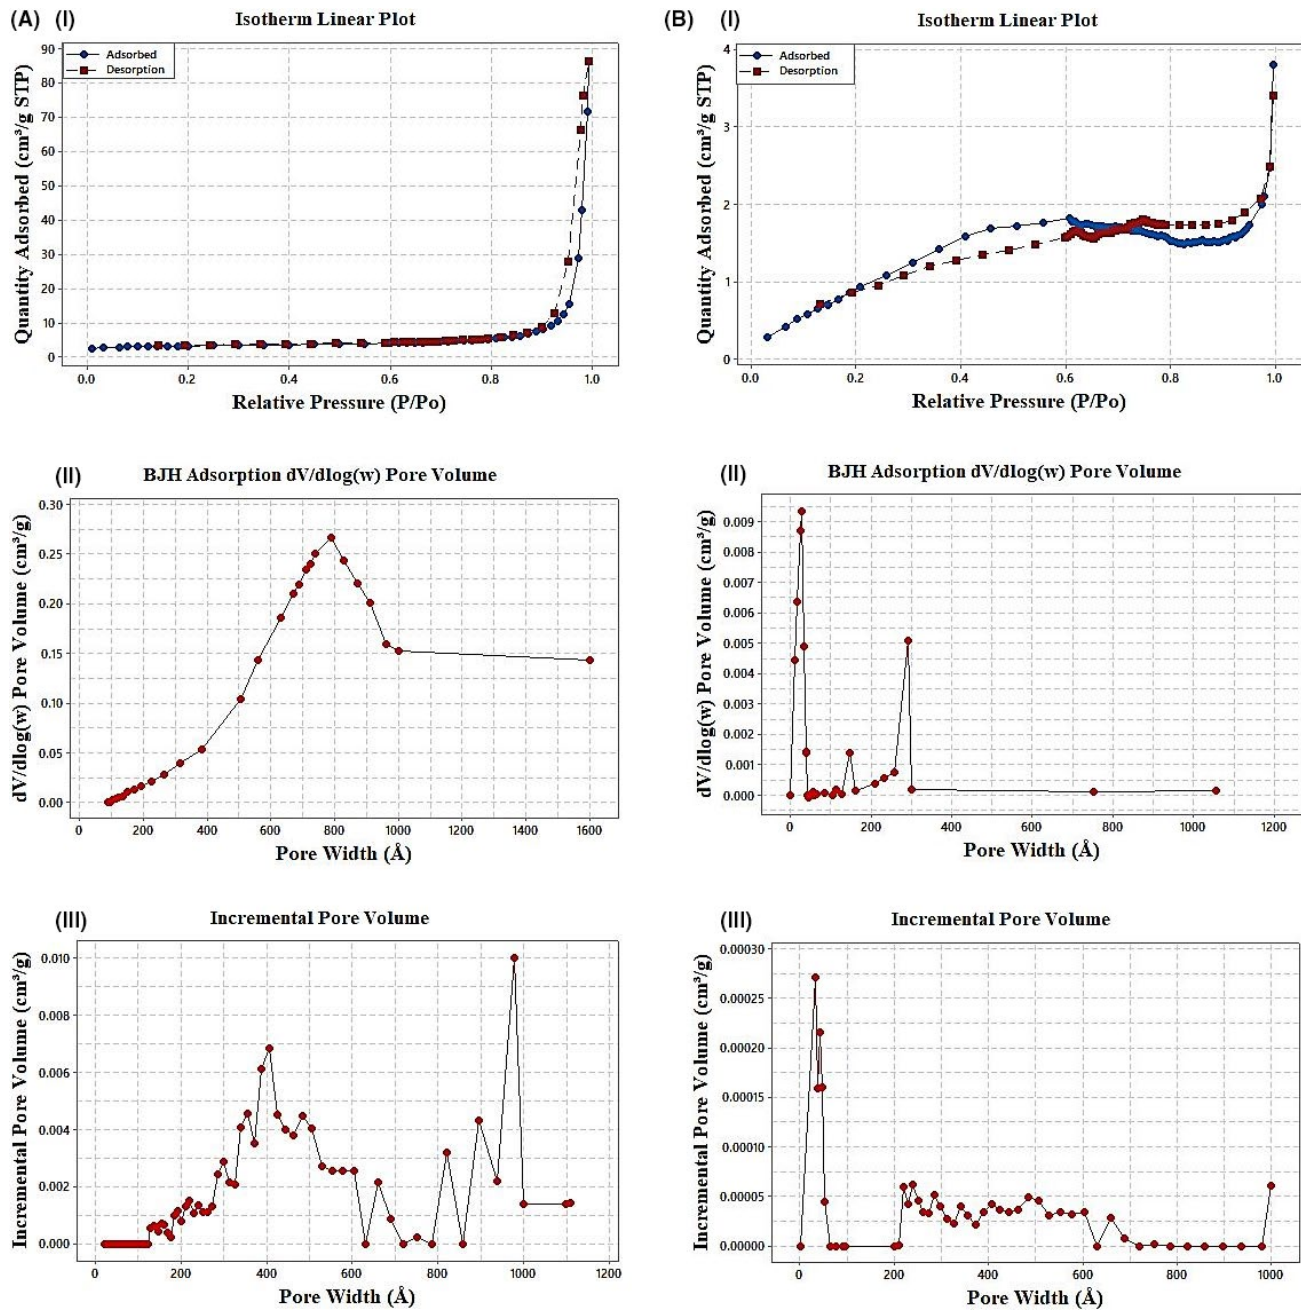 (A) (I) Isotherm Linear Plot
Adsorbed
Desorption
Quantity Adsorbed (cm³/g STP)
90
80
70
60
50
40
30
20
10
0
0.0 0.2 0.4 0.6 0.8 1.0
Relative Pressure (P/Po)
(B) (I) Isotherm Linear Plot
Adsorbed
Desorption
Quantity Adsorbed (cm³/g STP)
4
3
2
1
0
0.0 0.2 0.4 0.6 0.8 1.0
Relative Pressure (P/Po)
(II) BJH Adsorption dV/dlog(w) Pore Volume
dV/dlog(w) Pore Volume (cm³/g)
0.30
0.25
0.20
0.15
0.10
0.05
0.00
0 200 400 600 800 1000 1200 1400 1600
Pore Width (Å)
(II) BJH Adsorption dV/dlog(w) Pore Volume
dV/dlog(w) Pore Volume (cm³/g)
0.009
0.008
0.007
0.006
0.005
0.004
0.003
0.002
0.001
0.000
0 200 400 600 800 1000 1200
Pore Width (Å)
(III) Incremental Pore Volume
Incremental Pore Volume (cm³/g)
0.010
0.008
0.006
0.004
0.002
0.000
0 200 400 600 800 1000 1200
Pore Width (Å)
(III) Incremental Pore Volume
Incremental Pore Volume (cm³/g)
0.00030
0.00025
0.00020
0.00015
0.00010
0.00005
0.00000
0 200 400 600 800 1000
Pore Width (Å)